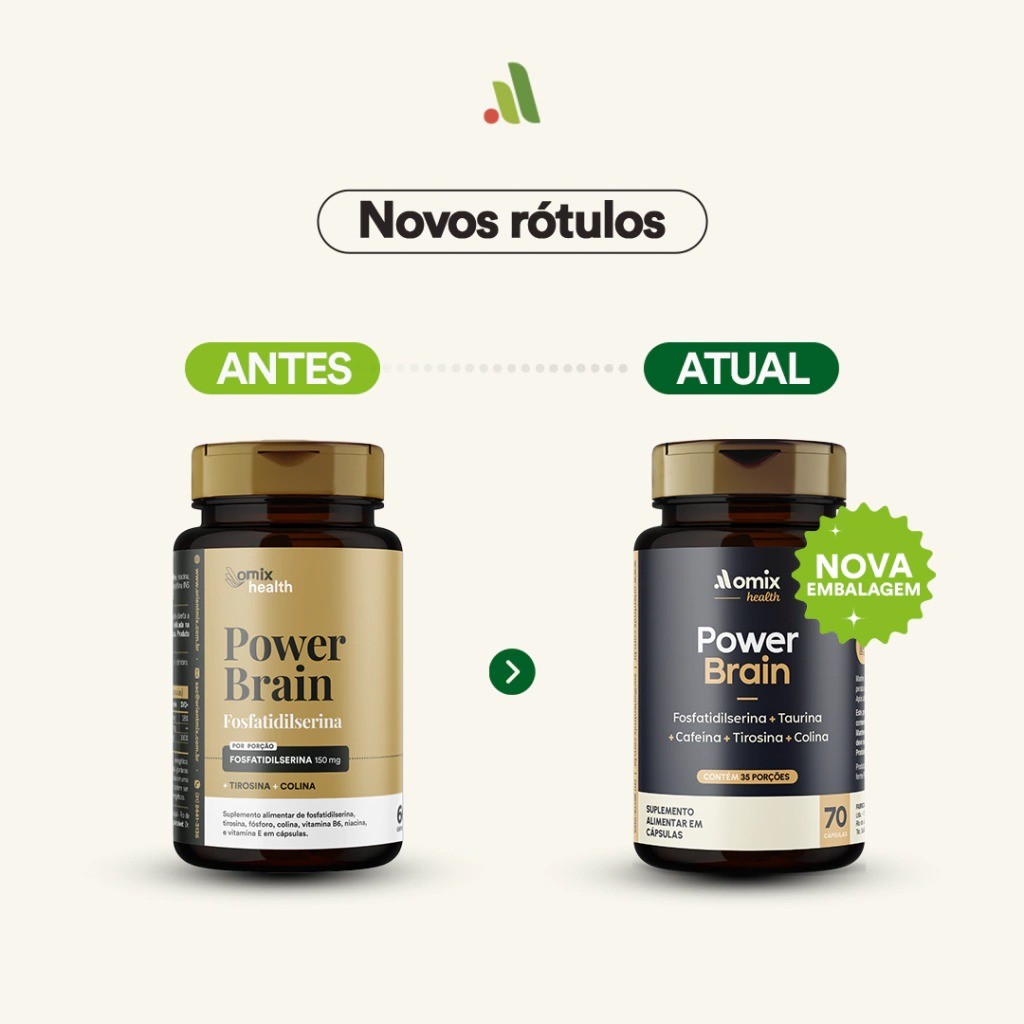 Novos rótulos
ANTES
ATUAL
omix
health
Power
Brain
Fosfatidilserina
POR PORÇÃO
FOSFATIDILSERINA 150 mg
+ TIROSINA + COLINA
Suplemento alimentar de fosfatidilserina,
tirosina, fósforo, colina, vitamina B6, niacina,
e vitamina E em cápsulas.
omix
health
Power
Brain
Fosfatidilserina + Taurina
+ Cafeína + Tirosina + Colina
CONTÉM 35 PORÇÕES
SUPLEMENTO
ALIMENTAR EM
CÁPSULAS
70
CÁPSULAS
NOVA
EMBALAGEM